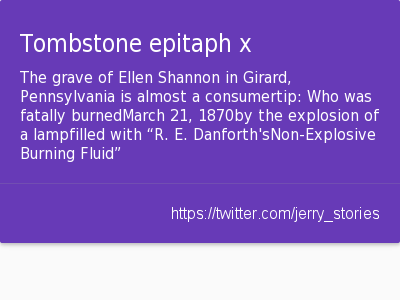 Tombstone epitaph x
The grave of Ellen Shannon in Girard,
Pennsylvania is almost a consumertip: Who was
fatally burnedMarch 21, 1870by the explosion of
a lampfilled with “R. E. Danforth'sNon-Explosive
Burning Fluid”
https://twitter.com/jerry_stories